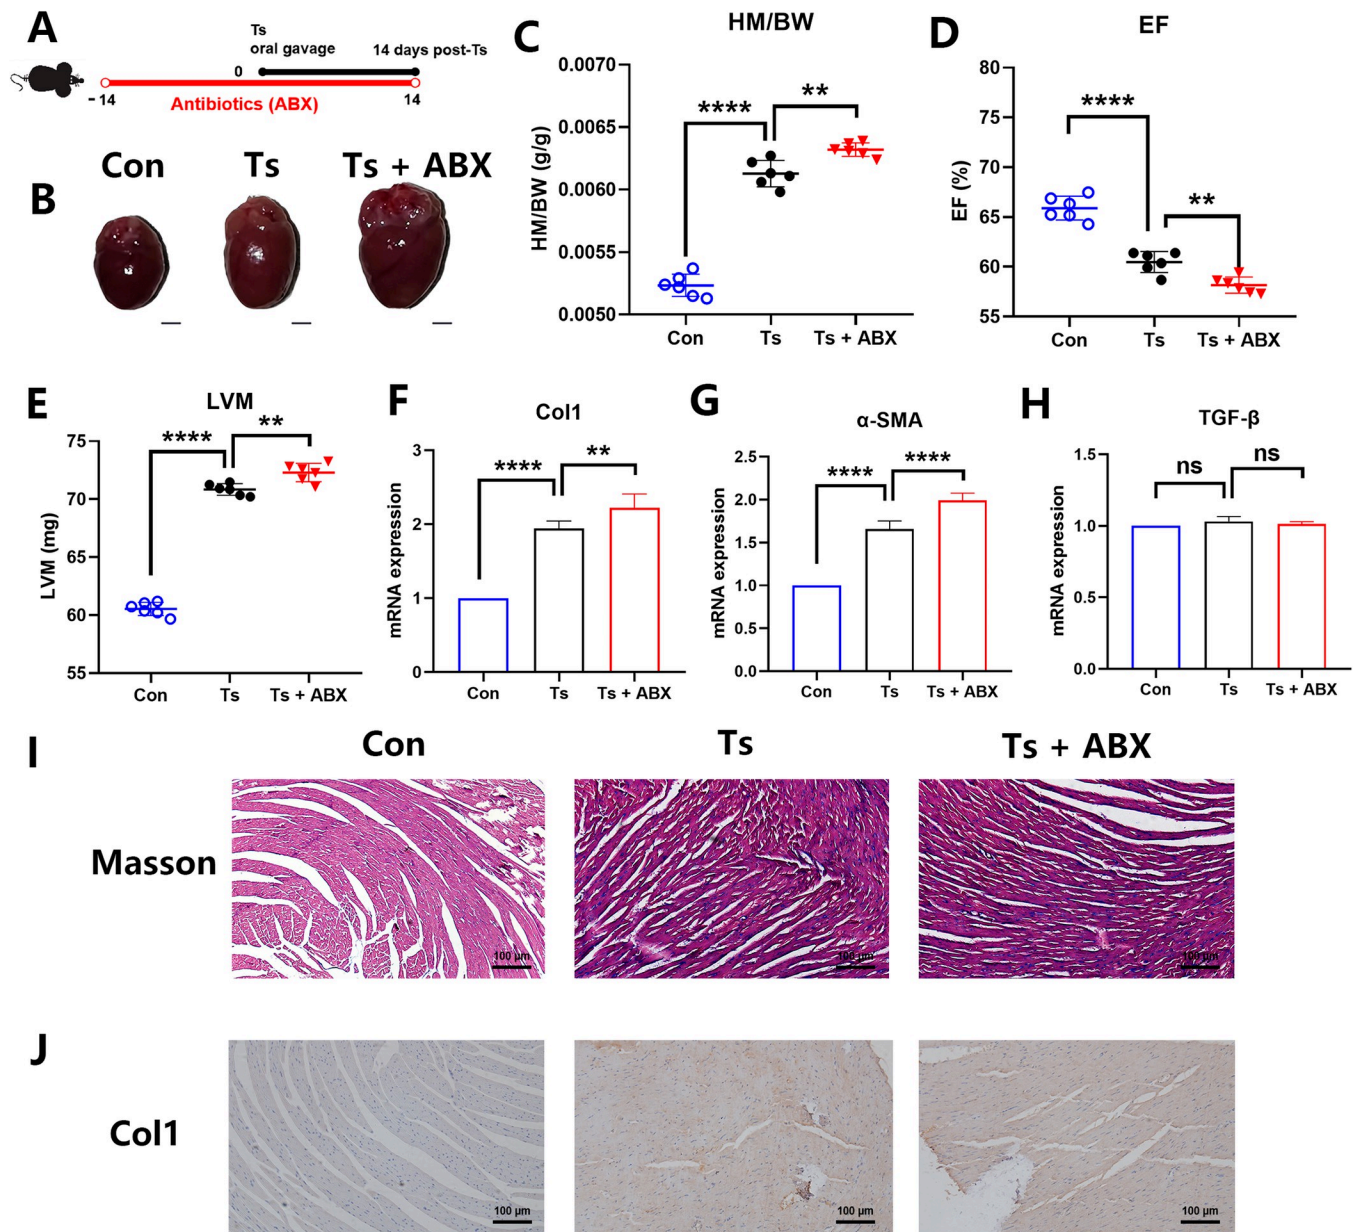 A
Ts
oral gavage
14 days post-Ts
0
-14
Antibiotics (ABX)
14
B
Con
Ts
Ts + ABX
C
HM/BW
HM/BW (g/g)
0.0070
0.0065
0.0060
0.0055
0.0050
****
**
Con
Ts
Ts + ABX
D
EF
EF (%)
80
75
70
65
60
55
****
**
Con
Ts
Ts + ABX
E
LVM
LVM (mg)
75
70
65
60
55
****
**
Con
Ts
Ts + ABX
F
Col1
mRNA expression
3
2
1
0
****
**
Con
Ts
Ts + ABX
G
α-SMA
mRNA expression
2.5
2.0
1.5
1.0
0.5
0.0
****
****
Con
Ts
Ts + ABX
H
TGF-β
mRNA expression
1.5
1.0
0.5
0.0
ns
ns
Con
Ts
Ts + ABX
I
Con
Ts
Ts + ABX
Masson
100 μm
100 μm
100 μm
J
Col1
100 μm
100 μm
100 μm